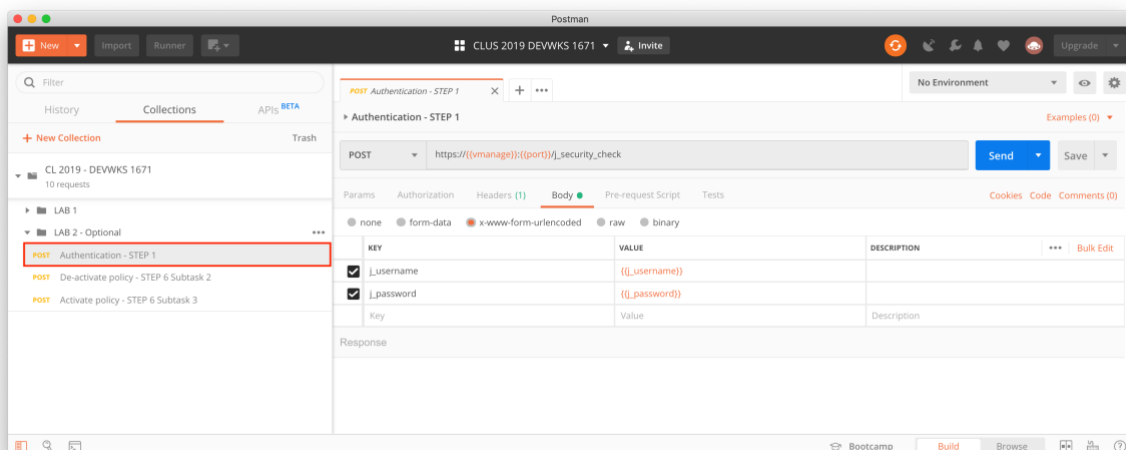 Postman
New
Import
Runner
CLUS 2019 DEVWKS 1671
Invite
Upgrade
Filter
History
Collections
APIs BETA
New Collection
Trash
CL 2019 - DEVWKS 1671
10 requests
LAB 1
LAB 2 - Optional
POST Authentication - STEP 1
POST De-activate policy - STEP 6 Subtask 2
POST Activate policy - STEP 6 Subtask 3
POST Authentication - STEP 1
No Environment
Authentication - STEP 1
Examples (0)
POST
https://{{vmanage}}:{{port}}/j_security_check
Send
Save
Params
Authorization
Headers (1)
Body
Pre-request Script
Tests
Cookies
Code
Comments (0)
none
form-data
x-www-form-urlencoded
raw
binary
KEY
VALUE
DESCRIPTION
Bulk Edit
j_username
{{j_username}}
j_password
{{j_password}}
Key
Value
Description
Response
Bootcamp
Build
Browse